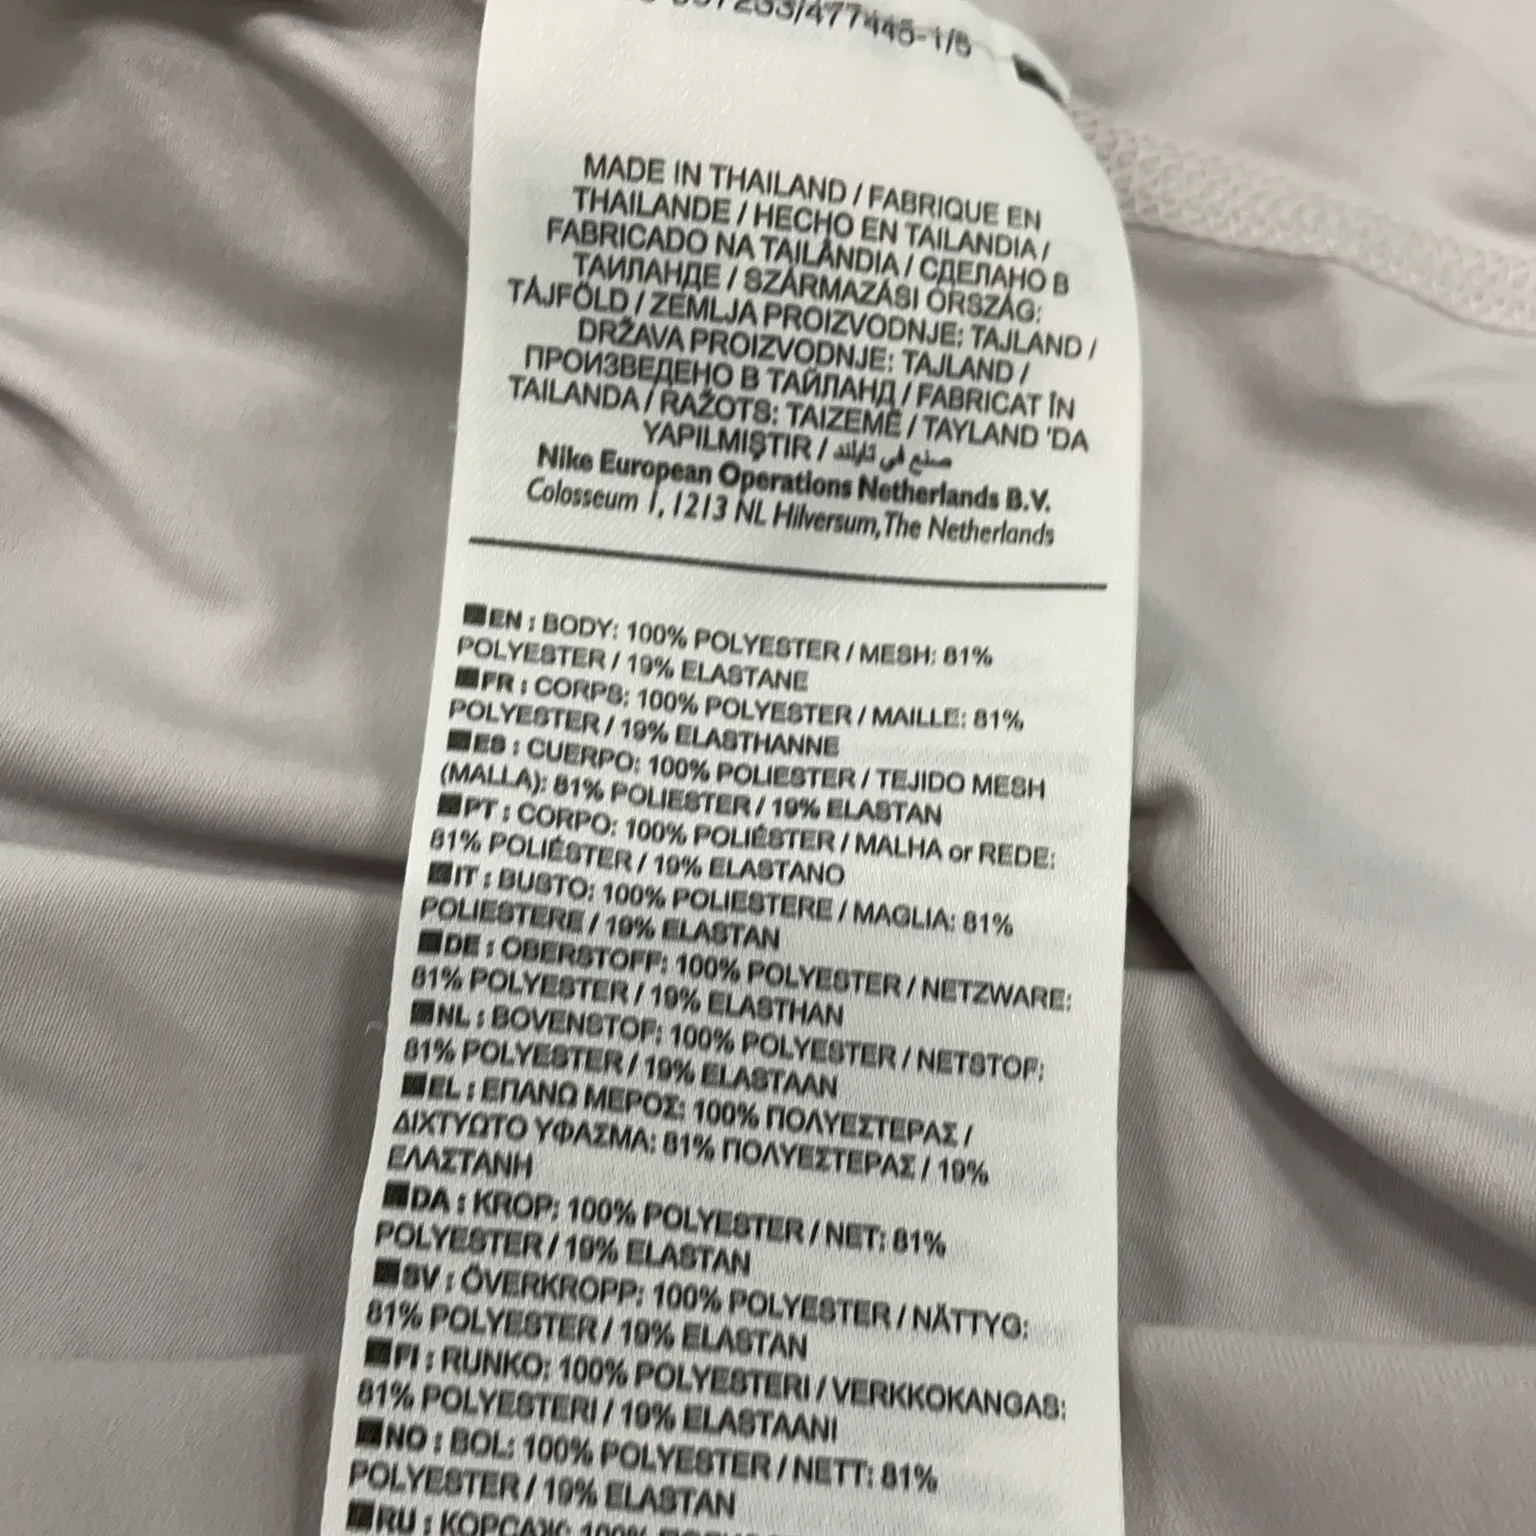 /477445-1/5
MADE IN THAILAND / FABRIQUE EN
THAILANDE / HECHO EN TAILANDIA /
FABRICADO NA TAILÂNDIA / СДЕЛАНО В
ТАИЛАНДЕ / SZÁRMAZÁSI ORSZÁG:
TÁJFÖLD / ZEMLJA PROIZVODNJE: TAJLAND /
DRŽAVA PROIZVODNJE: TAJLAND /
ПРОИЗВЕДЕНО В ТАЙЛАНД / FABRICAT ÎN
TAILANDA / RAŽOTS: TAIZEMĒ / TAYLAND 'DA
YAPILMIŞTIR / صنع في تايلند
Nike European Operations Netherlands B.V.
Colosseum 1, 1213 NL Hilversum, The Netherlands
EN : BODY: 100% POLYESTER / MESH: 81%
POLYESTER / 19% ELASTANE
FR : CORPS: 100% POLYESTER / MAILLE: 81%
POLYESTER / 19% ELASTHANNE
ES : CUERPO: 100% POLIESTER / TEJIDO MESH
(MALLA): 81% POLIESTER / 19% ELASTAN
PT : CORPO: 100% POLIÉSTER / MALHA or REDE:
81% POLIÉSTER / 19% ELASTANO
IT : BUSTO: 100% POLIESTERE / MAGLIA: 81%
POLIESTERE / 19% ELASTAN
DE : OBERSTOFF: 100% POLYESTER / NETZWARE:
81% POLYESTER / 19% ELASTHAN
NL : BOVENSTOF: 100% POLYESTER / NETSTOF:
81% POLYESTER / 19% ELASTAAN
EL : ΕΠΑΝΩ ΜΕΡΟΣ: 100% ΠΟΛΥΕΣΤΕΡΑΣ /
ΔΙΧΤΥΩΤΟ ΥΦΑΣΜΑ: 81% ΠΟΛΥΕΣΤΕΡΑΣ / 19%
ΕΛΑΣΤΑΝΗ
DA : KROP: 100% POLYESTER / NET: 81%
POLYESTER / 19% ELASTAN
SV : ÖVERKROPP: 100% POLYESTER / NÄTTYG:
81% POLYESTER / 19% ELASTAN
FI : RUNKO: 100% POLYESTERI / VERKKOKANGAS:
81% POLYESTERI / 19% ELASTAANI
NO : BOL: 100% POLYESTER / NETT: 81%
POLYESTER / 19% ELASTAN
RU : КОРСАЖ: 100%